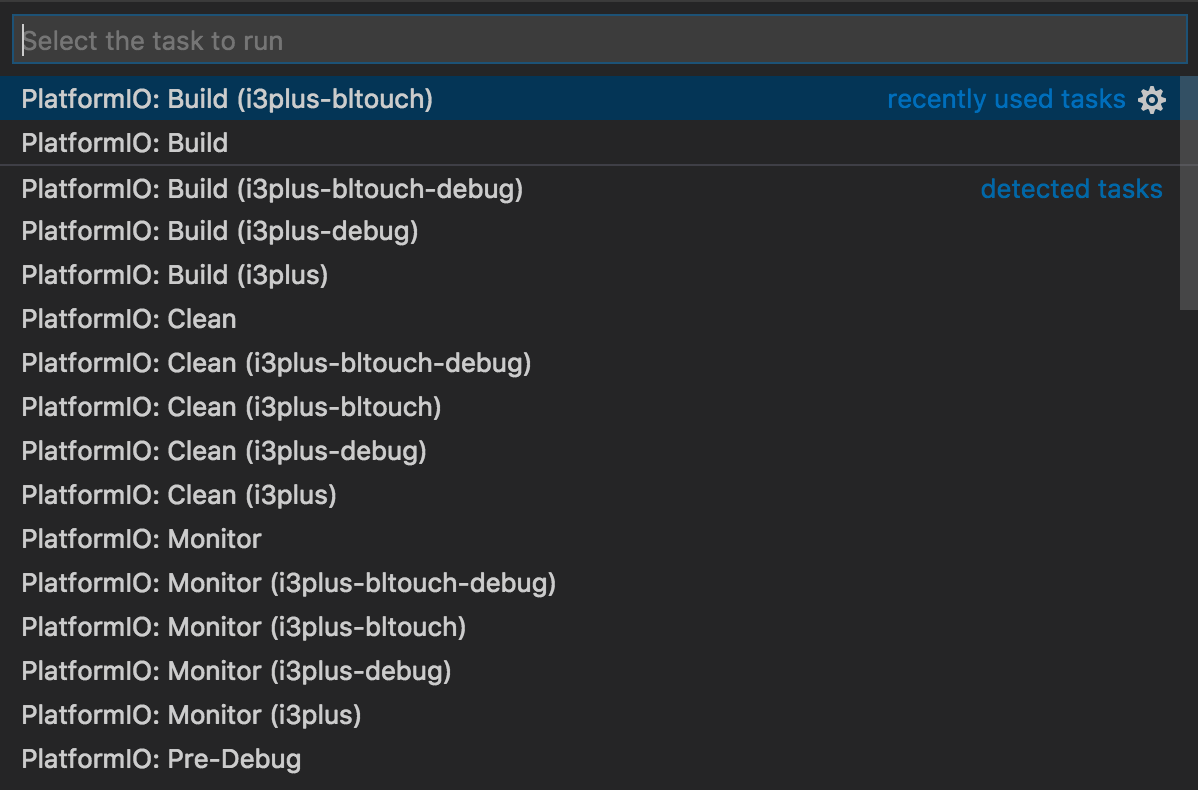 Select the task to run
PlatformIO: Build (i3plus-bltouch) recently used tasks
PlatformIO: Build
PlatformIO: Build (i3plus-bltouch-debug) detected tasks
PlatformIO: Build (i3plus-debug)
PlatformIO: Build (i3plus)
PlatformIO: Clean
PlatformIO: Clean (i3plus-bltouch-debug)
PlatformIO: Clean (i3plus-bltouch)
PlatformIO: Clean (i3plus-debug)
PlatformIO: Clean (i3plus)
PlatformIO: Monitor
PlatformIO: Monitor (i3plus-bltouch-debug)
PlatformIO: Monitor (i3plus-bltouch)
PlatformIO: Monitor (i3plus-debug)
PlatformIO: Monitor (i3plus)
PlatformIO: Pre-Debug